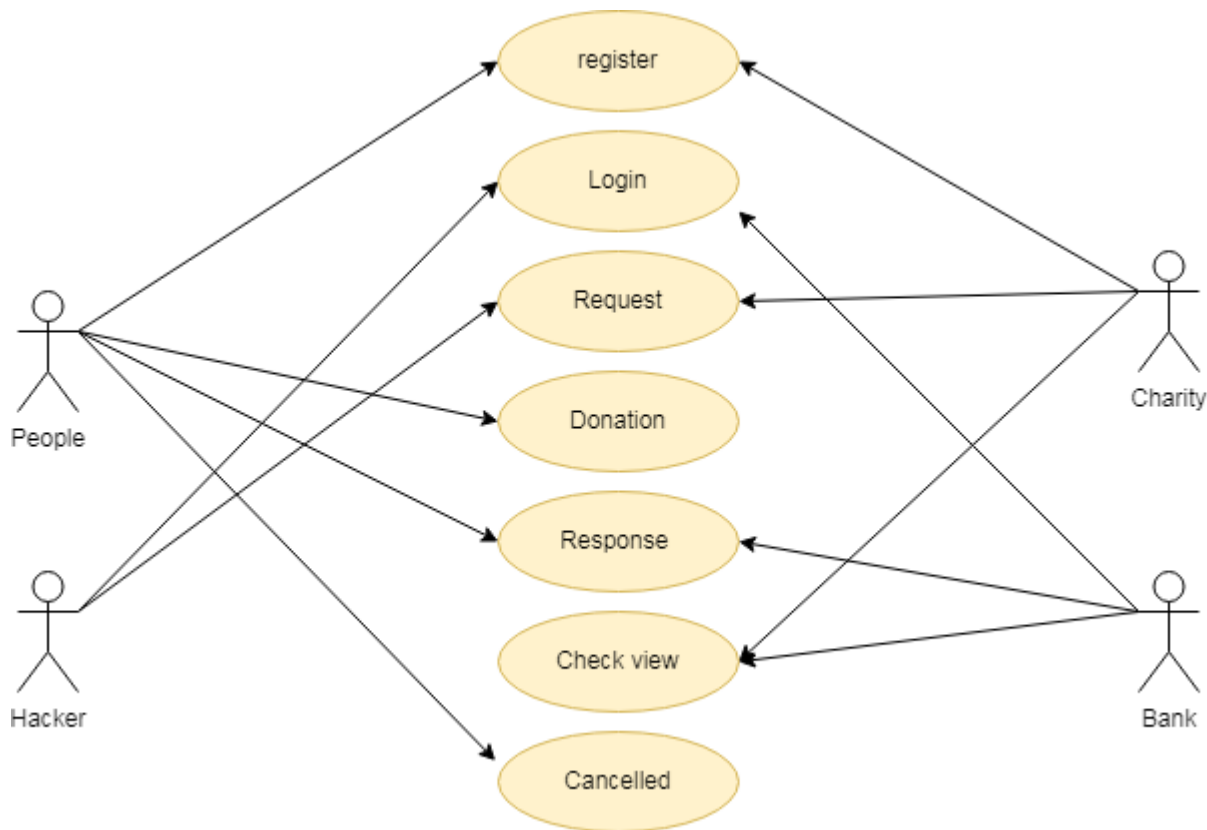 register
Login
Request
Donation
Response
Check view
Cancelled
People
Hacker
Charity
Bank